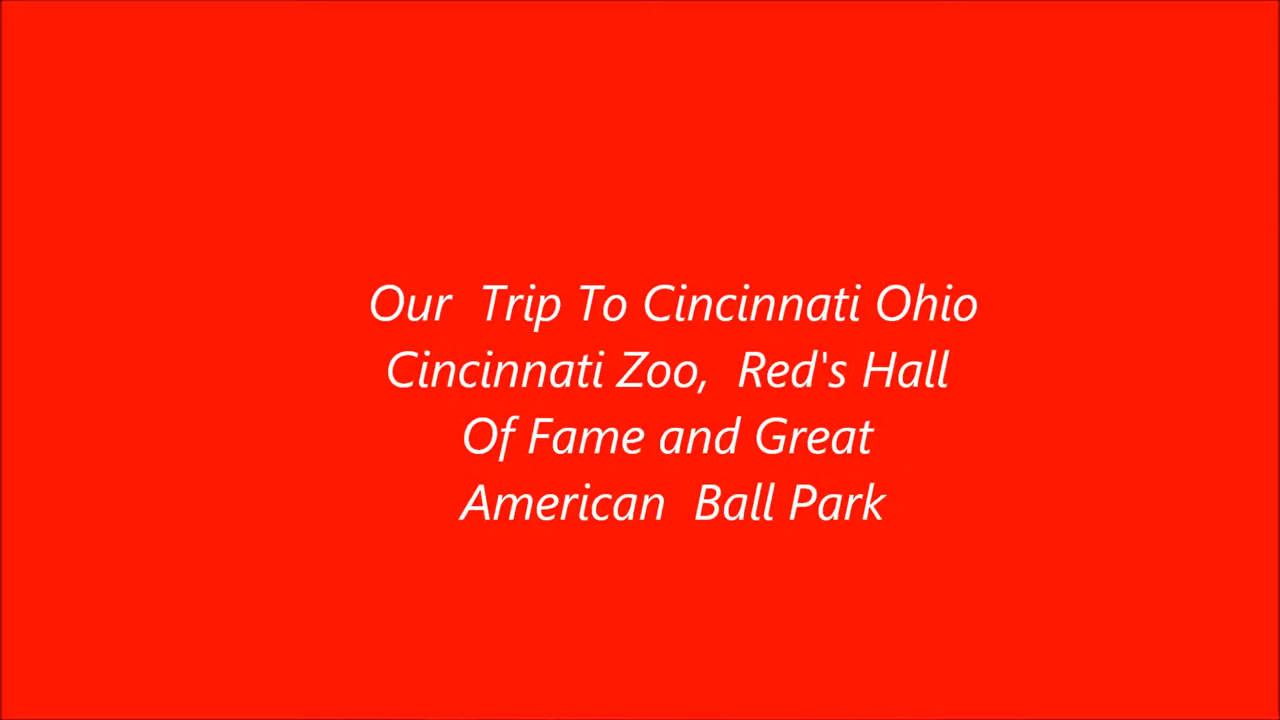 Our  Trip To Cincinnati Ohio
Cincinnati Zoo,  Red's Hall
Of Fame and Great
American  Ball Park